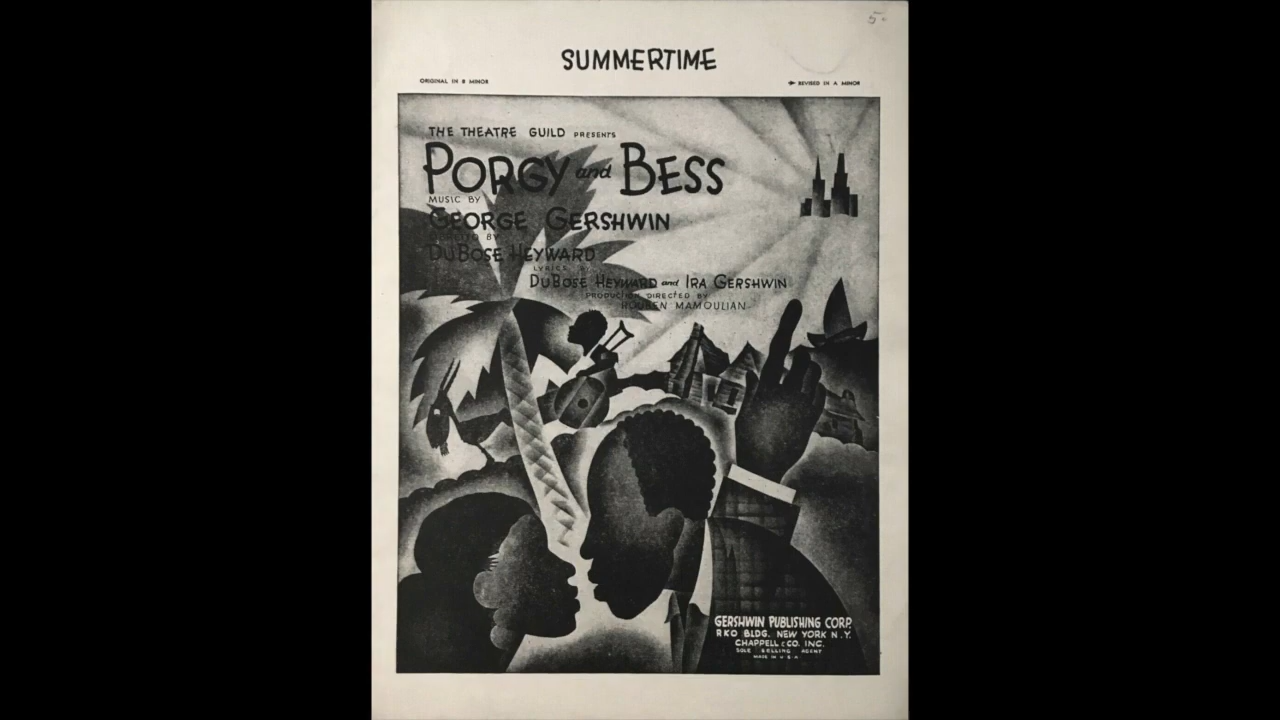 5-
SUMMERTIME
ORIGINAL IN B MINOR
REVISED IN A MINOR
THE THEATRE GUILD PRESENTS
PORGY and BESS
MUSIC BY
GEORGE GERSHWIN
BY
DUBOSE HEYWARD
LYRICS BY
DUBOSE HEYWARD and IRA GERSHWIN
PRODUCTION DIRECTED BY
ROUBEN MAMOULIAN
GERSHWIN PUBLISHING CORP.
RKO BLDG. NEW YORK N.Y.
CHAPPELL & CO. INC.
SOLE SELLING AGENT
MADE IN U.S.A.